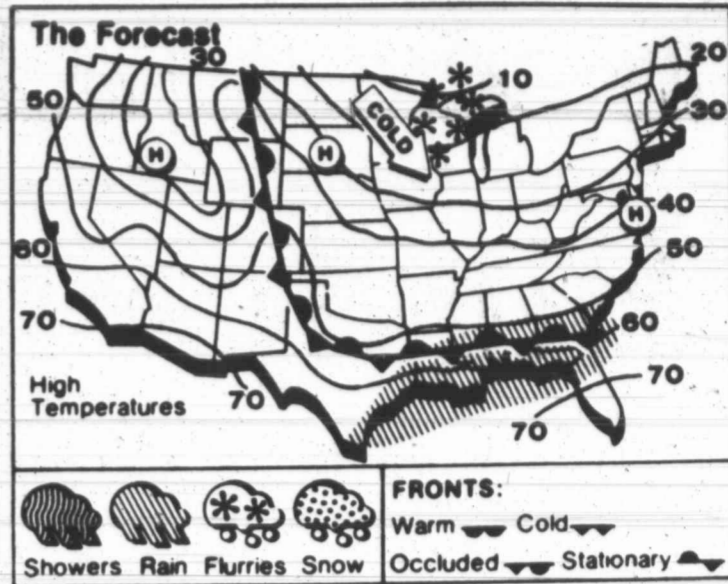 The Forecast
30
20
50
10
COLD
30
H
H
H
40
60
50
70
60
70
70
70
High
Temperatures
Showers Rain Flurries Snow
FRONTS:
Warm Cold
Occluded Stationary